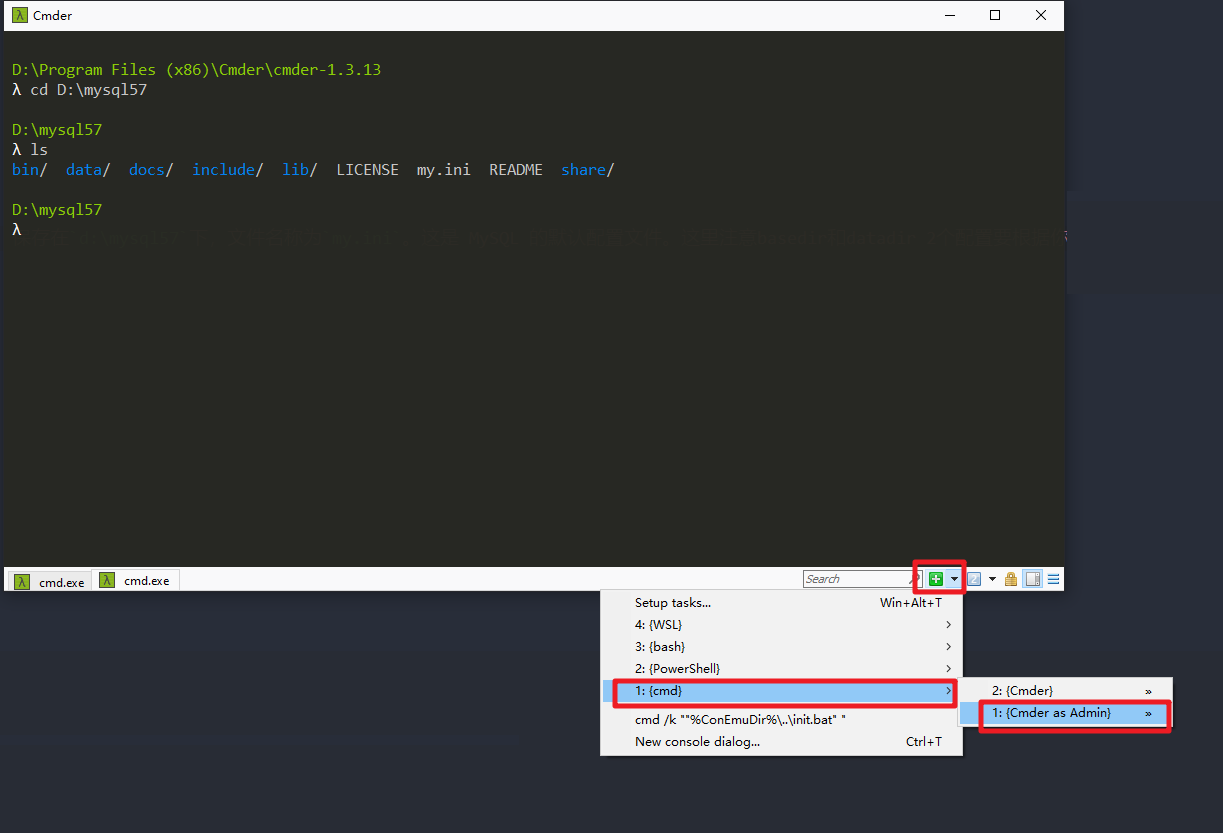 Cmder
D:\Program Files (x86)\Cmder\cmder-1.3.13
λ cd D:\mysql57
D:\mysql57
λ ls
bin/ data/ docs/ include/ lib/ LICENSE my.ini README share/
D:\mysql57
λ
cmd.exe cmd.exe Search
Setup tasks... Win+Alt+T
4: {WSL}
3: {bash}
2: {PowerShell}
1: {cmd} 2: {Cmder} »
1: {Cmder as Admin} »
cmd /k ""%ConEmuDir%\..\init.bat" "
New console dialog... Ctrl+T